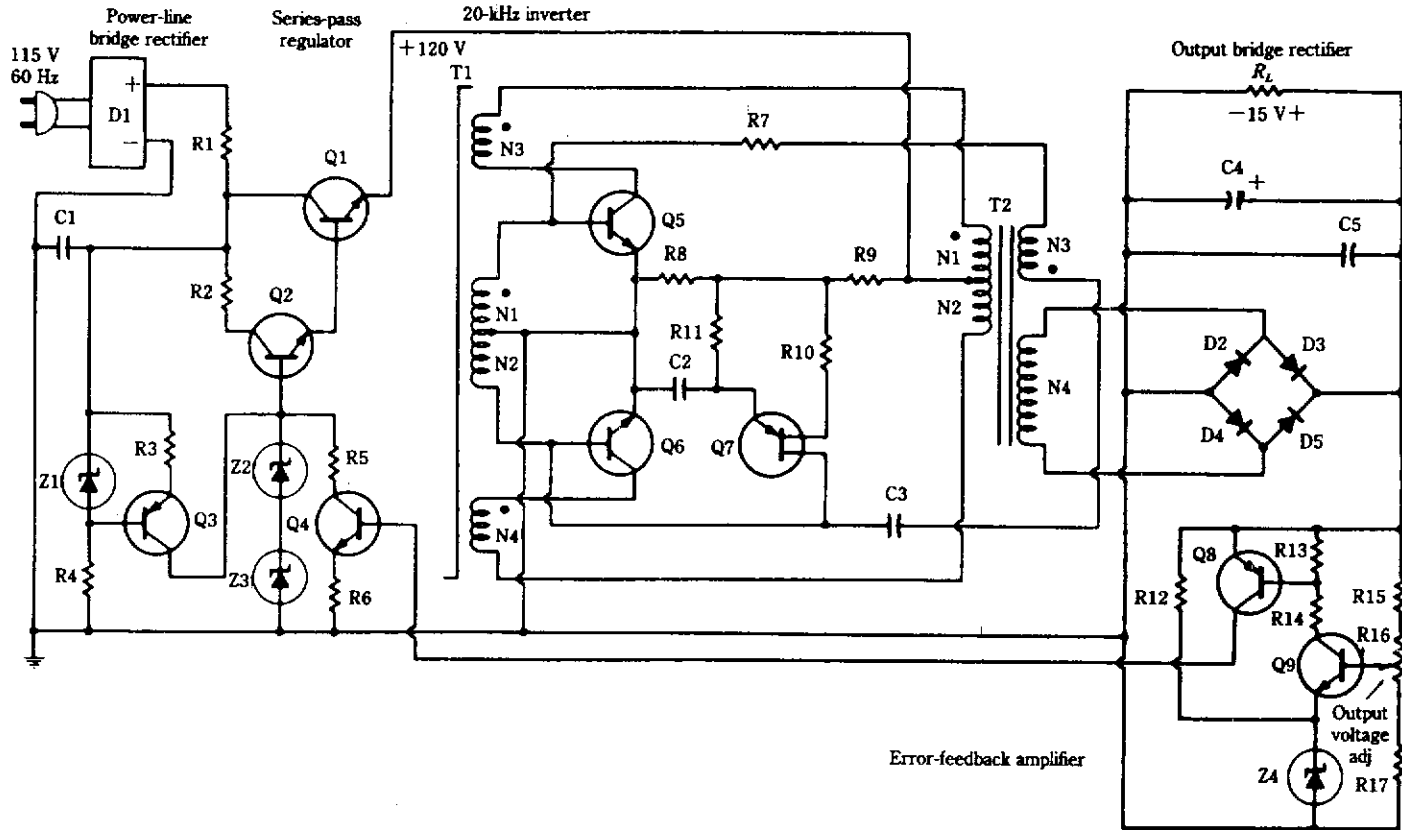 Power-line
bridge rectifier
Series-pass
regulator
20-kHz inverter
Output bridge rectifier
115 V
60 Hz
+120 V
T1
R_L
−15 V+
D1
+
−
R1
Q1
N3
R7
C4
+
C1
Q5
T2
C5
R8
R9
N1
N3
R2
Q2
N1
N2
R11
R10
N2
C2
D2
D3
N4
R3
Z1
Z2
R5
Q6
Q7
D4
D5
Q3
Q4
C3
N4
R4
Z3
R6
Q8
R13
R12
R14
R15
R16
Q9
Output
voltage
adj
Error-feedback amplifier
Z4
R17